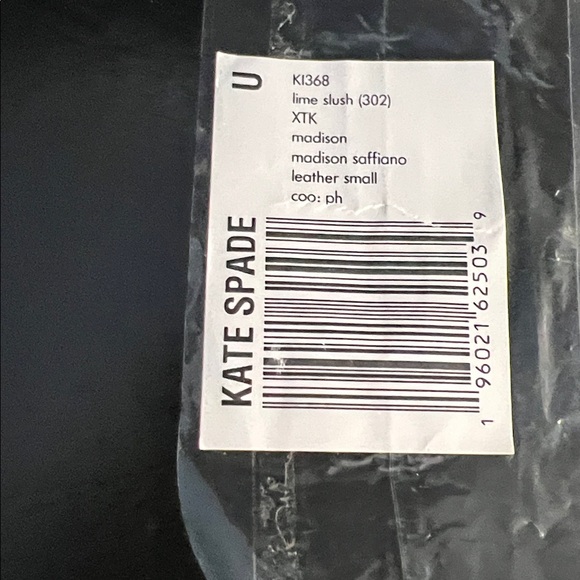 U
KI368
lime slush (302)
XTK
madison
madison saffiano
leather small
coo: ph
KATE SPADE
1 96021 62503 9